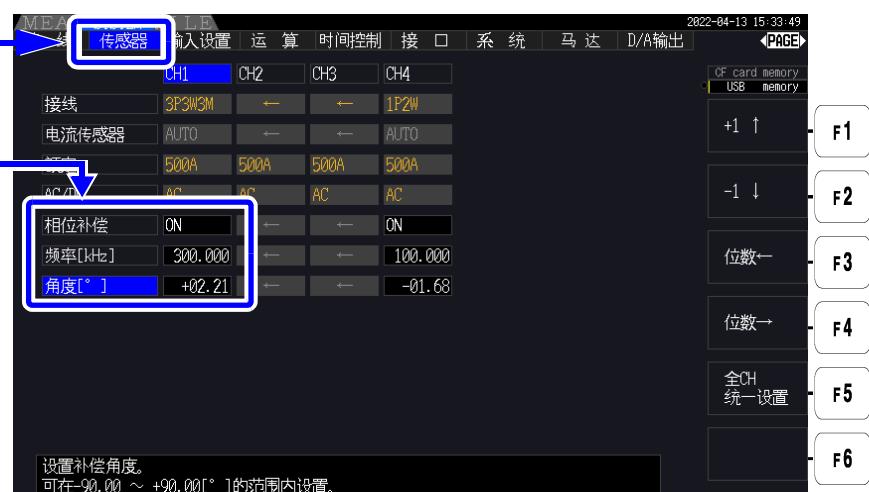 2022-04-13 15:33:49
传感器 输入设置 运 算 时间控制 接 口 系 统 马 达 D/A输出 PAGE
CH1 CH2 CH3 CH4
CF card memory
USB memory
接线 3P3W3M ← ← 1P2W
+1 ↑ F1
电流传感器 AUTO ← ← AUTO
500A 500A 500A 500A
AC AC AC AC
-1 ↓ F2
相位补偿 ON ← ← ON
频率[kHz] 300.000 ← ← 100.000
位数← F3
角度[° ] +02.21 ← ← -01.68
位数→ F4
全CH
统一设置 F5
F6
设置补偿角度。
可在-90.00 ～ +90.00[° ]的范围内设置。